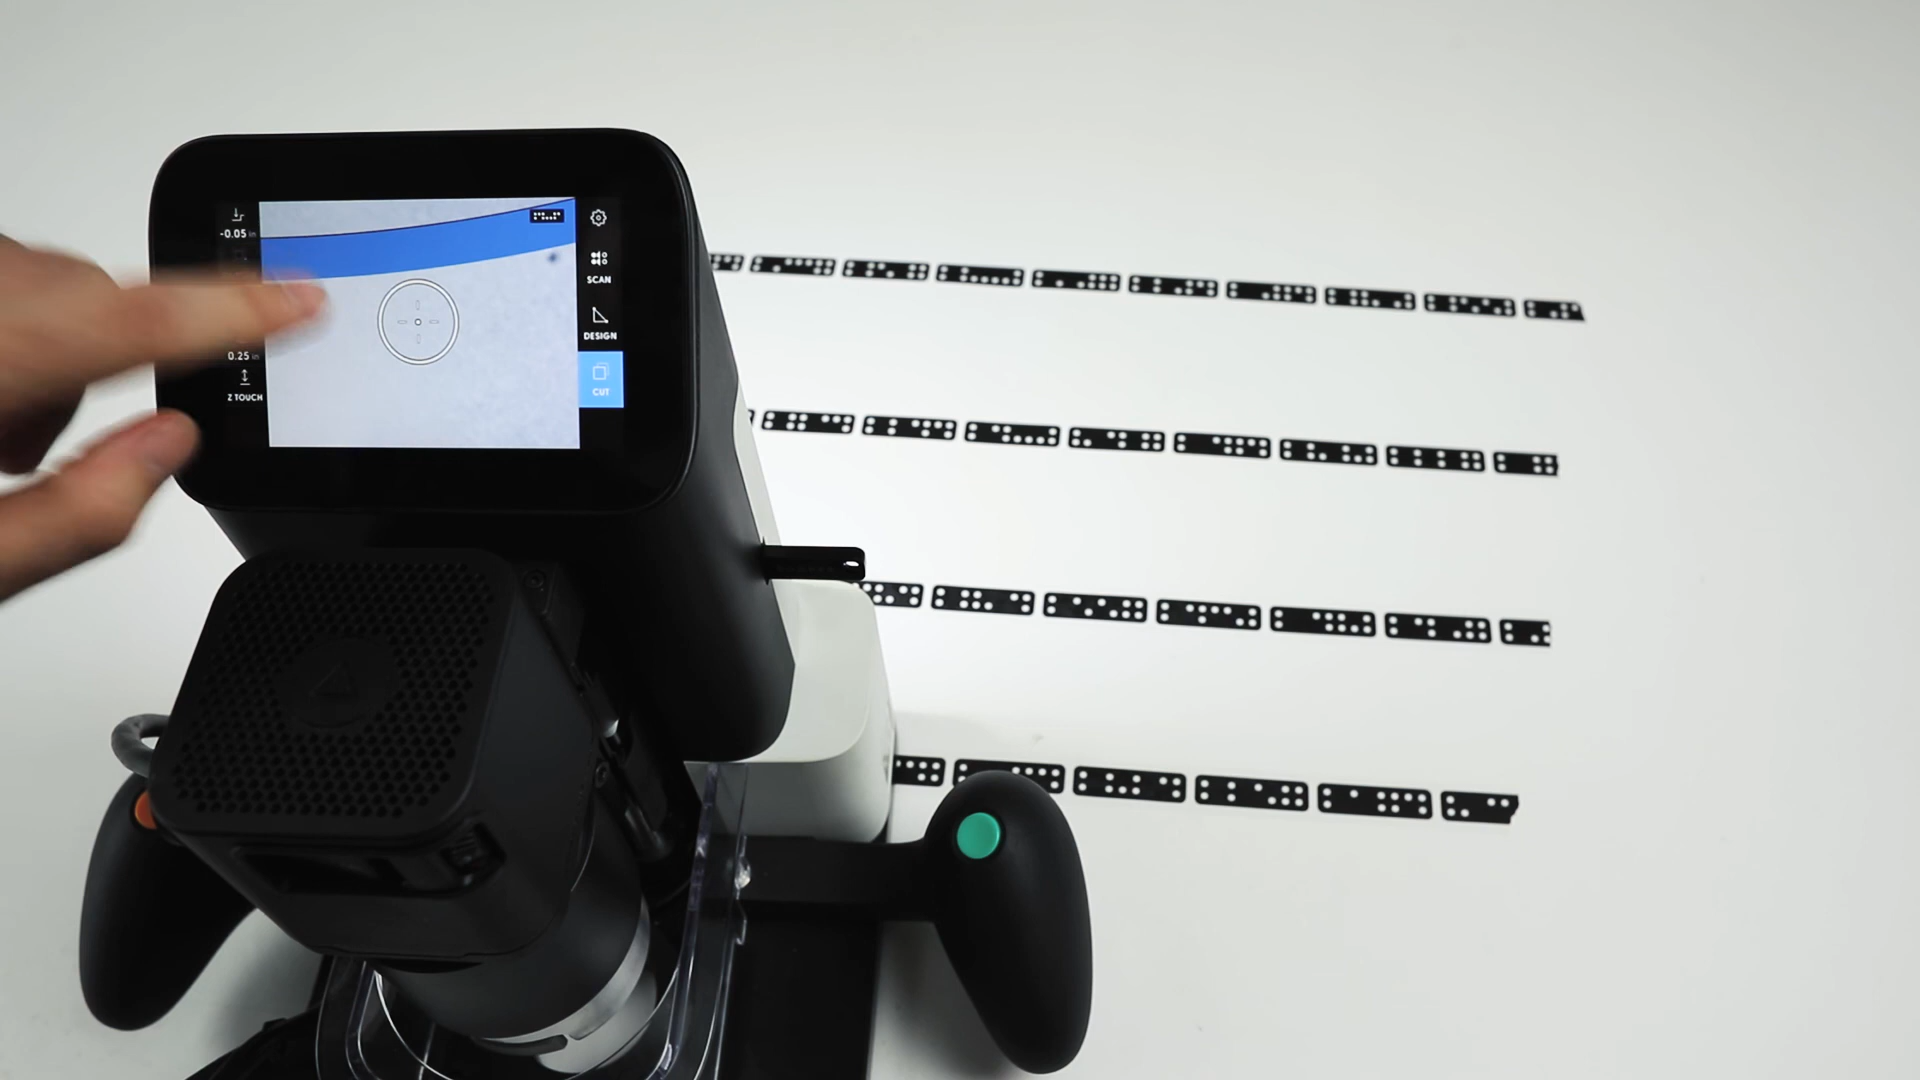 -0.05 in
SCAN
DESIGN
0.25 in
CUT
Z TOUCH